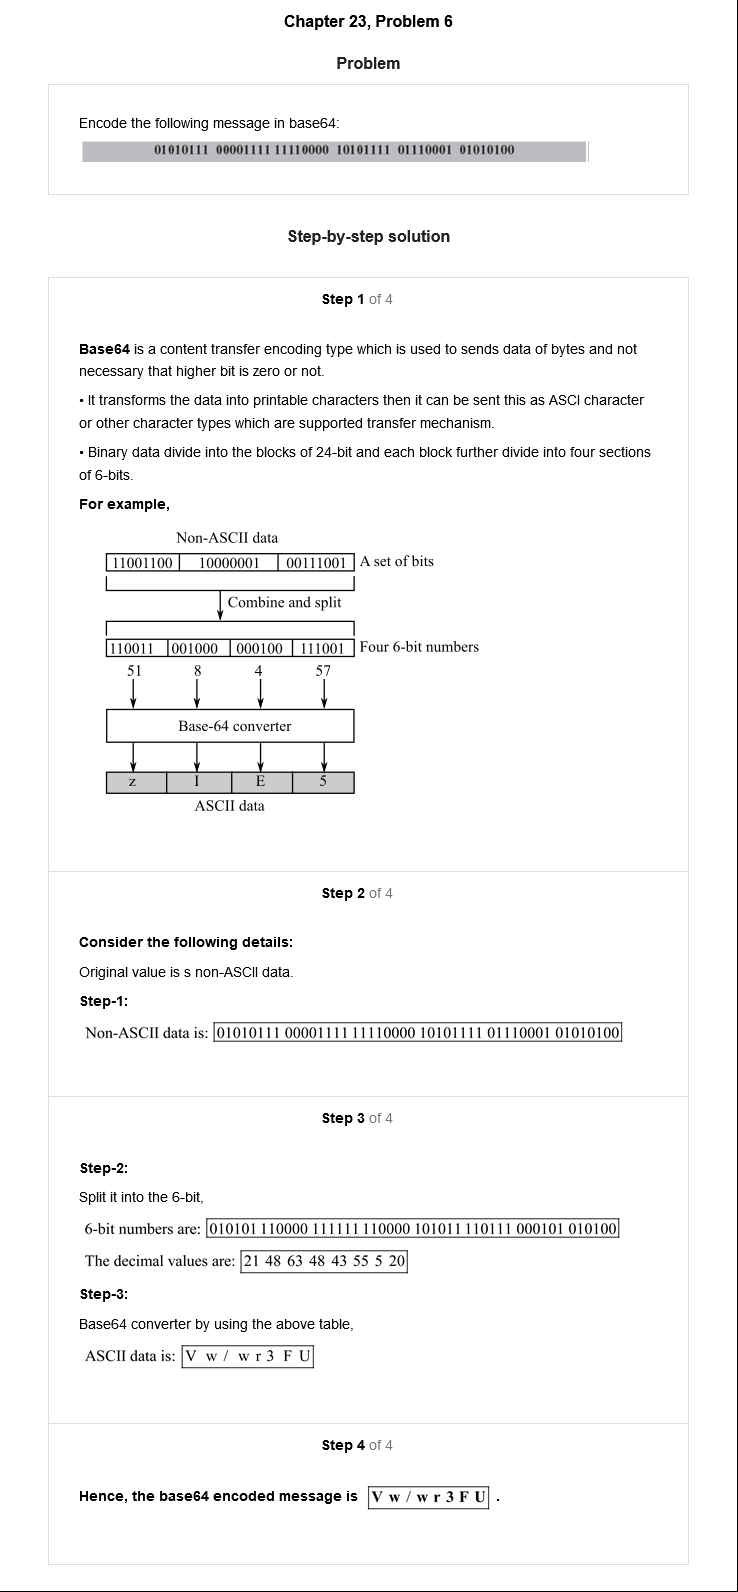 Chapter 23, Problem 6
Problem
Encode the following message in base64:
01010111 00001111 11110000 10101111 01110001 01010100
Step-by-step solution
Step 1 of 4
Base64 is a content transfer encoding type which is used to sends data of bytes and not
necessary that higher bit is zero or not.
• It transforms the data into printable characters then it can be sent this as ASCI character
or other character types which are supported transfer mechanism.
• Binary data divide into the blocks of 24-bit and each block further divide into four sections
of 6-bits.
For example,
Non-ASCII data
11001100 10000001 00111001 A set of bits
Combine and split
110011 001000 000100 111001 Four 6-bit numbers
51 8 4 57
Base-64 converter
z I E 5
ASCII data
Step 2 of 4
Consider the following details:
Original value is s non-ASCII data.
Step-1:
Non-ASCII data is: 01010111 00001111 11110000 10101111 01110001 01010100
Step 3 of 4
Step-2:
Split it into the 6-bit,
6-bit numbers are: 010101 110000 111111 110000 101011 110111 000101 010100
The decimal values are: 21 48 63 48 43 55 5 20
Step-3:
Base64 converter by using the above table,
ASCII data is: V w / w r 3 F U
Step 4 of 4
Hence, the base64 encoded message is V w / w r 3 F U .